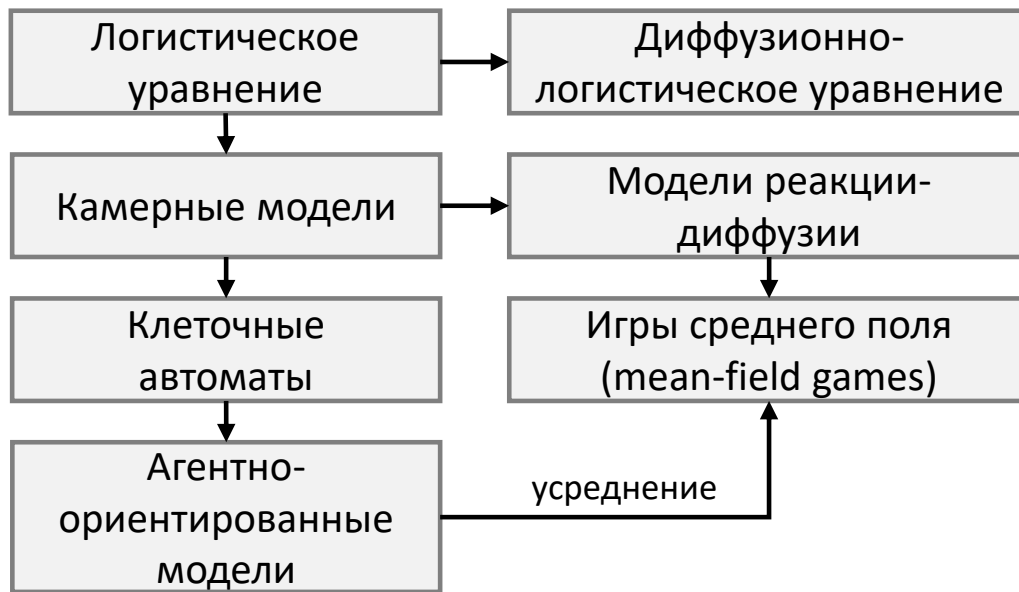 Логистическое
уравнение
Диффузионно-
логистическое уравнение
Камерные модели
Модели реакции-
диффузии
Клеточные
автоматы
Игры среднего поля
(mean-field games)
Агентно-
ориентированные
модели
усреднение